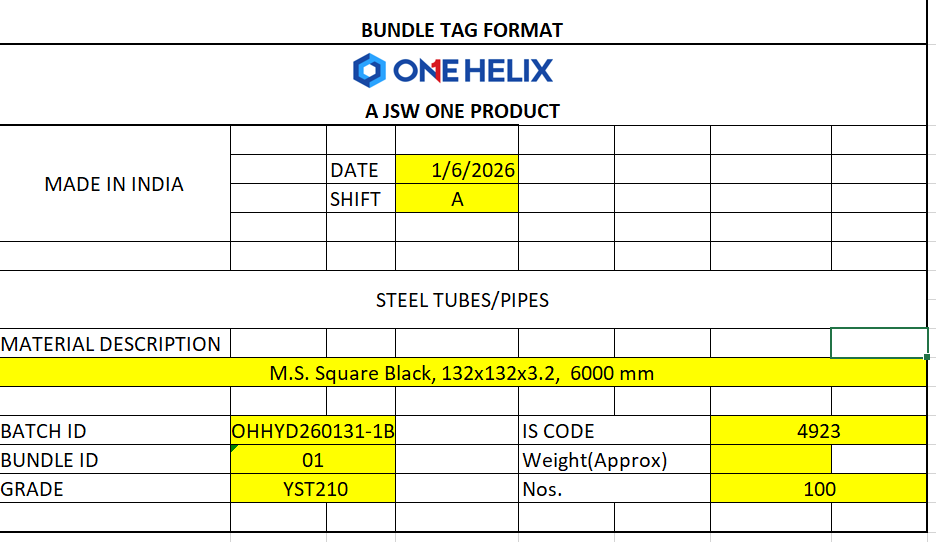 BUNDLE TAG FORMAT
ONE HELIX
A JSW ONE PRODUCT
MADE IN INDIA
DATE 1/6/2026
SHIFT A
STEEL TUBES/PIPES
MATERIAL DESCRIPTION
M.S. Square Black, 132x132x3.2, 6000 mm
BATCH ID OHHYD260131-1B IS CODE 4923
BUNDLE ID 01 Weight(Approx)
GRADE YST210 Nos. 100